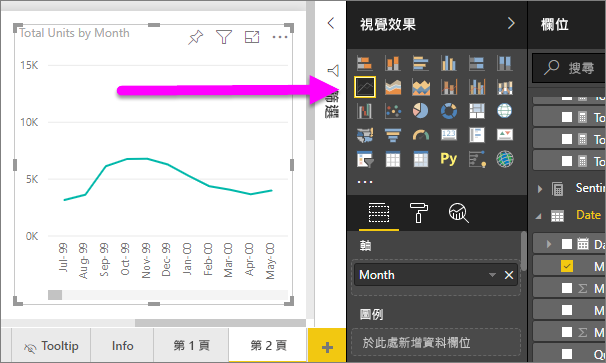 Total Units by Month
15K
10K
5K
0K
Jul-99
Aug-99
Sep-99
Oct-99
Nov-99
Dec-99
Jan-00
Feb-00
Mar-00
Apr-00
May-00
Tooltip
Info
第 1 頁
第 2 頁
+
篩選
視覺效果
Py
...
軸
Month
圖例
於此處新增資料欄位
欄位
搜尋
To
To
To
Sentin
Date
Da
M
M
M
Qu